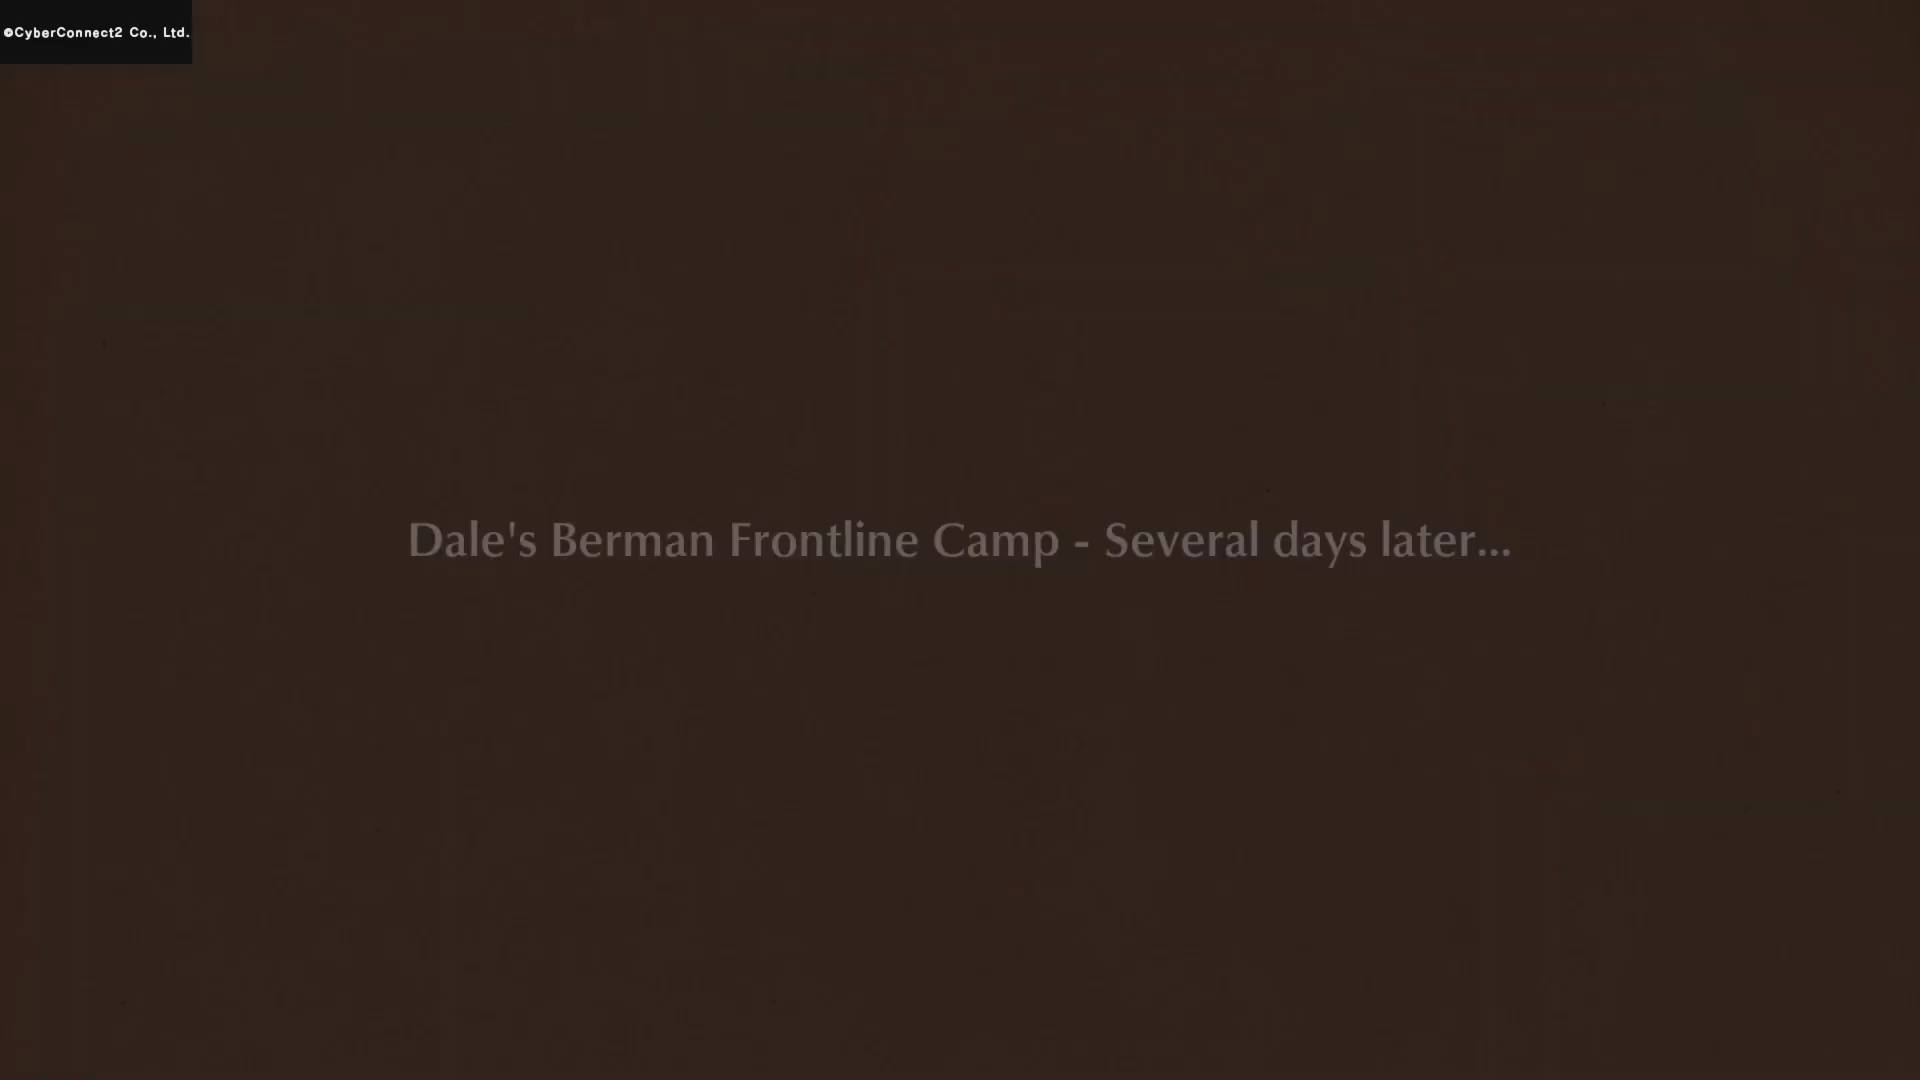 ©CyberConnect2 Co., Ltd.
Dale's Berman Frontline Camp - Several days later...